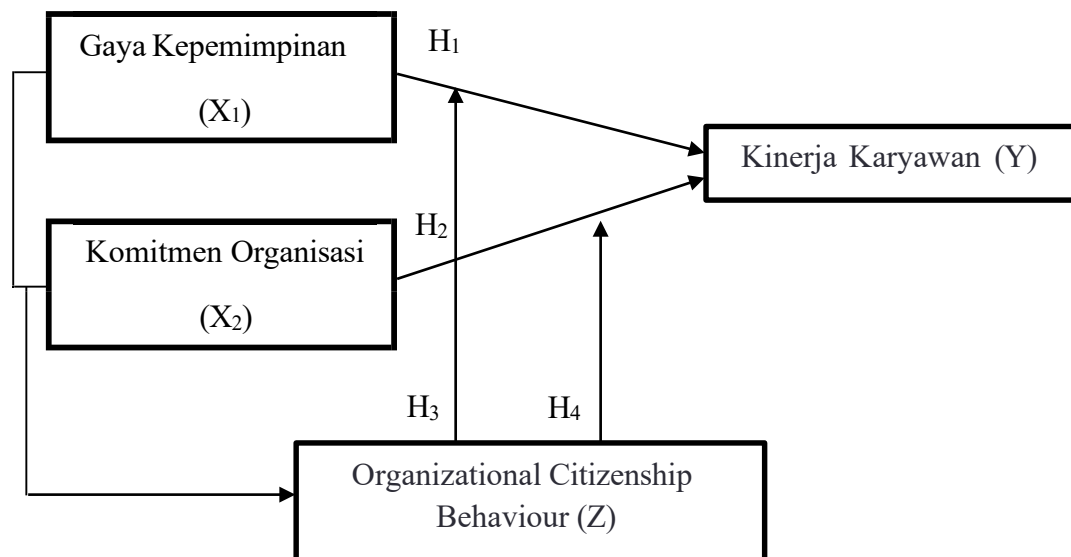 Gaya Kepemimpinan
(X₁)
H₁
Kinerja Karyawan (Y)
Komitmen Organisasi
(X₂)
H₂
H₃
H₄
Organizational Citizenship
Behaviour (Z)